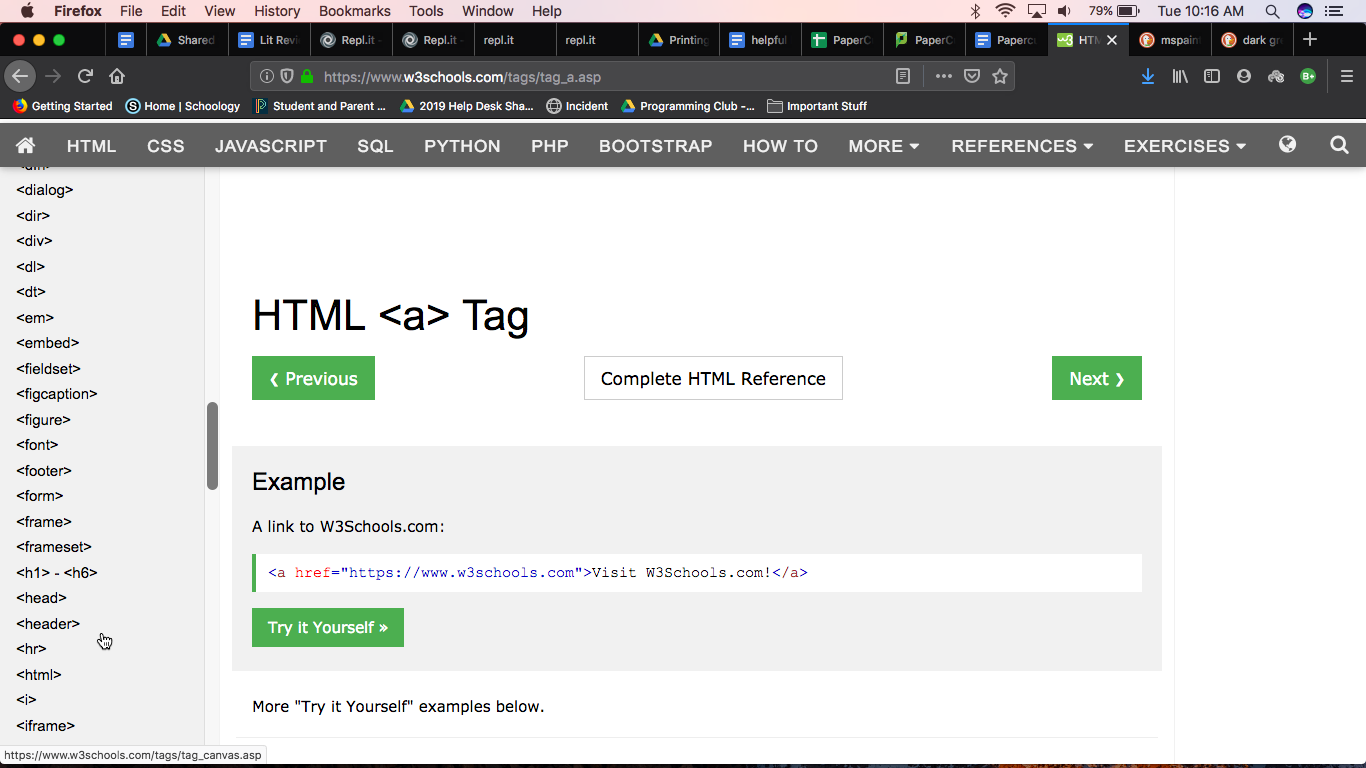 Firefox File Edit View History Bookmarks Tools Window Help 79% Tue 10:16 AM
Shared Lit Revi Repl.it - Repl.it - repl.it repl.it Printing helpful PaperC PaperC Paperc HTM mspain dark gr
https://www.w3schools.com/tags/tag_a.asp
Getting Started Home | Schoology Student and Parent ... 2019 Help Desk Sha... Incident Programming Club -... Important Stuff
HTML CSS JAVASCRIPT SQL PYTHON PHP BOOTSTRAP HOW TO MORE REFERENCES EXERCISES
<dialog>
<dir>
<div>
<dl>
<dt>
<em>
<embed>
<fieldset>
<figcaption>
<figure>
<font>
<footer>
<form>
<frame>
<frameset>
<h1> - <h6>
<head>
<header>
<hr>
<html>
<i>
<iframe>
HTML <a> Tag
❮ Previous Complete HTML Reference Next ❯
Example
A link to W3Schools.com:
<a href="https://www.w3schools.com">Visit W3Schools.com!</a>
Try it Yourself »
More "Try it Yourself" examples below.
https://www.w3schools.com/tags/tag_canvas.asp